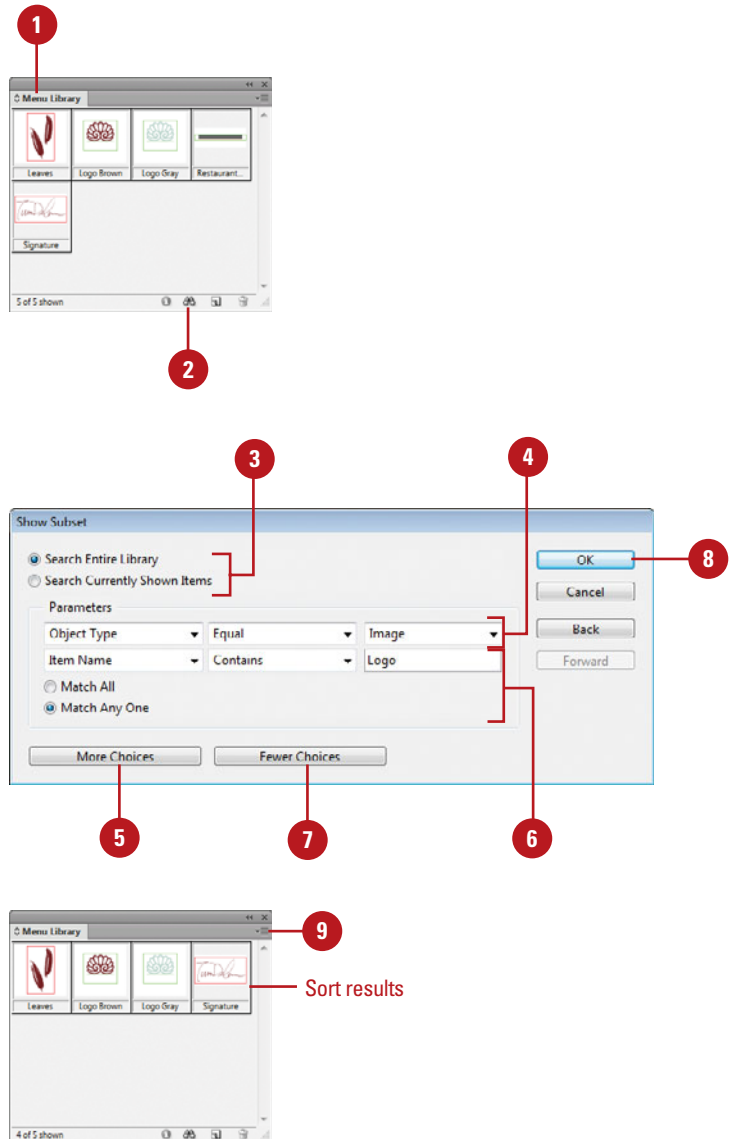 1
Menu Library
Leaves
Logo Brown
Logo Gray
Restaurant...
Signature
5 of 5 shown
2
3
4
Show Subset
Search Entire Library
Search Currently Shown Items
OK
8
Cancel
Parameters
Object Type
Equal
Image
Back
Item Name
Contains
Logo
Forward
Match All
Match Any One
More Choices
Fewer Choices
5
7
6
Menu Library
9
Leaves
Logo Brown
Logo Gray
Signature
Sort results
4 of 5 shown